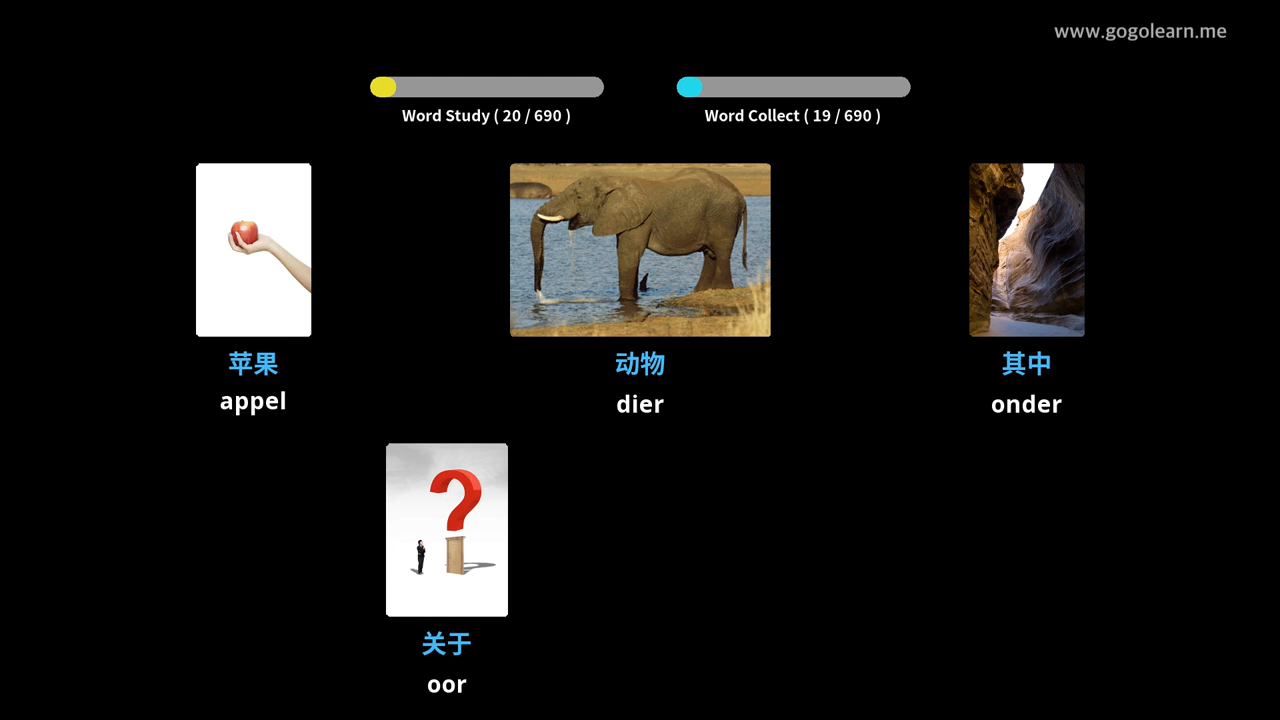 www.gogolearn.me
Word Study ( 20 / 690 )
Word Collect ( 19 / 690 )
苹果
appel
动物
dier
其中
onder
关于
oor